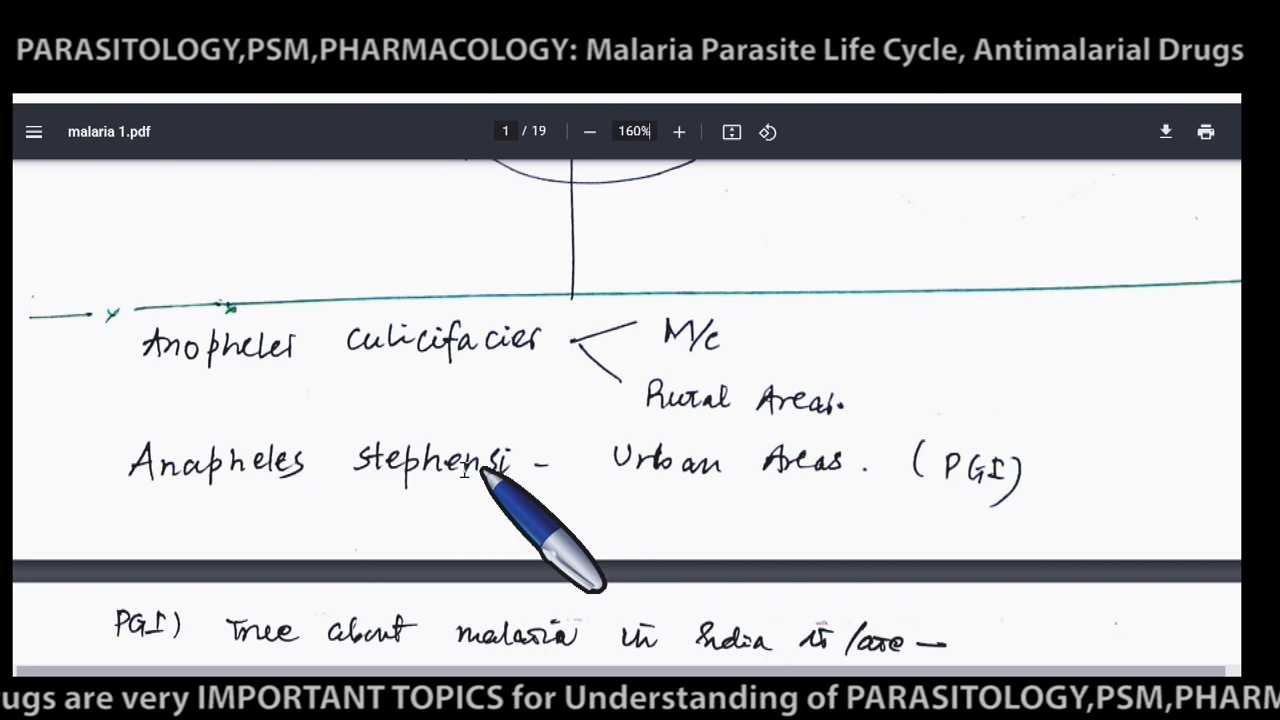 PARASITOLOGY,PSM,PHARMACOLOGY: Malaria Parasite Life Cycle, Antimalarial Drugs
malaria 1.pdf
1 / 19
160%
Anopheles Culicifacies
M/c
Rural Areas.
Anapheles stephensi - Urban Areas. (PGI)
PGI) True about malaria in India is/are —
ugs are very IMPORTANT TOPICS for Understanding of PARASITOLOGY,PSM,PHARM